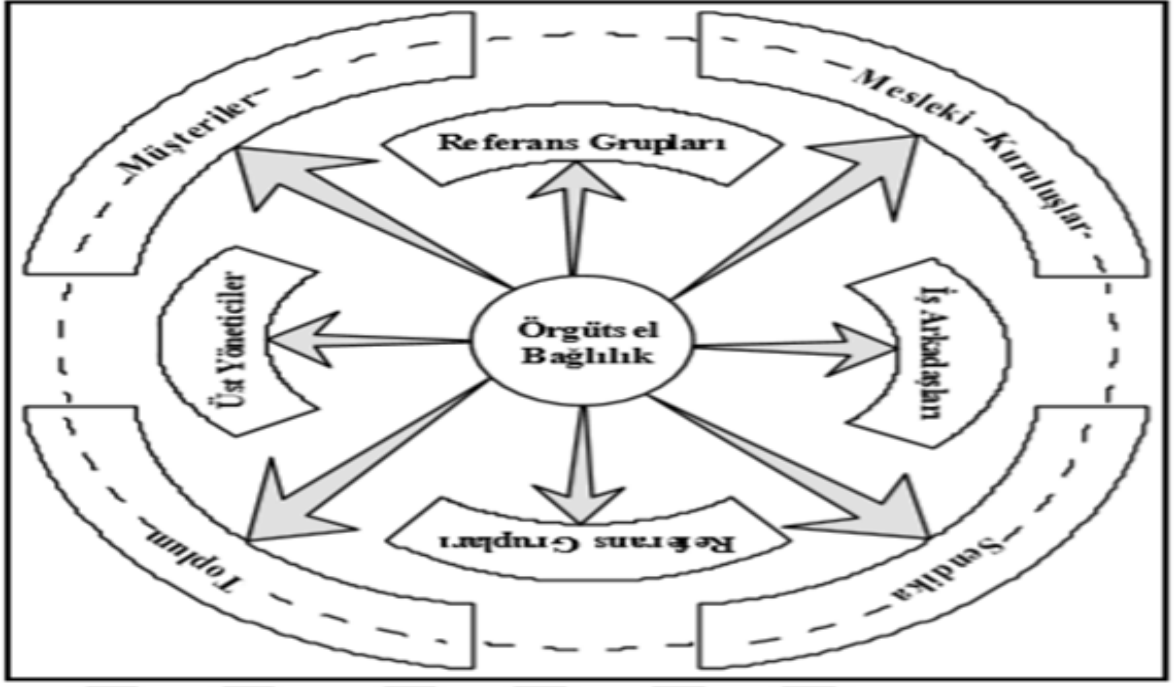 Müşteriler
Mesleki Kuruluşlar
Referans Grupları
Üst Yöneticiler
Örgütsel
Bağlılık
İş Arkadaşları
Referans Grupları
Toplum
Sendika